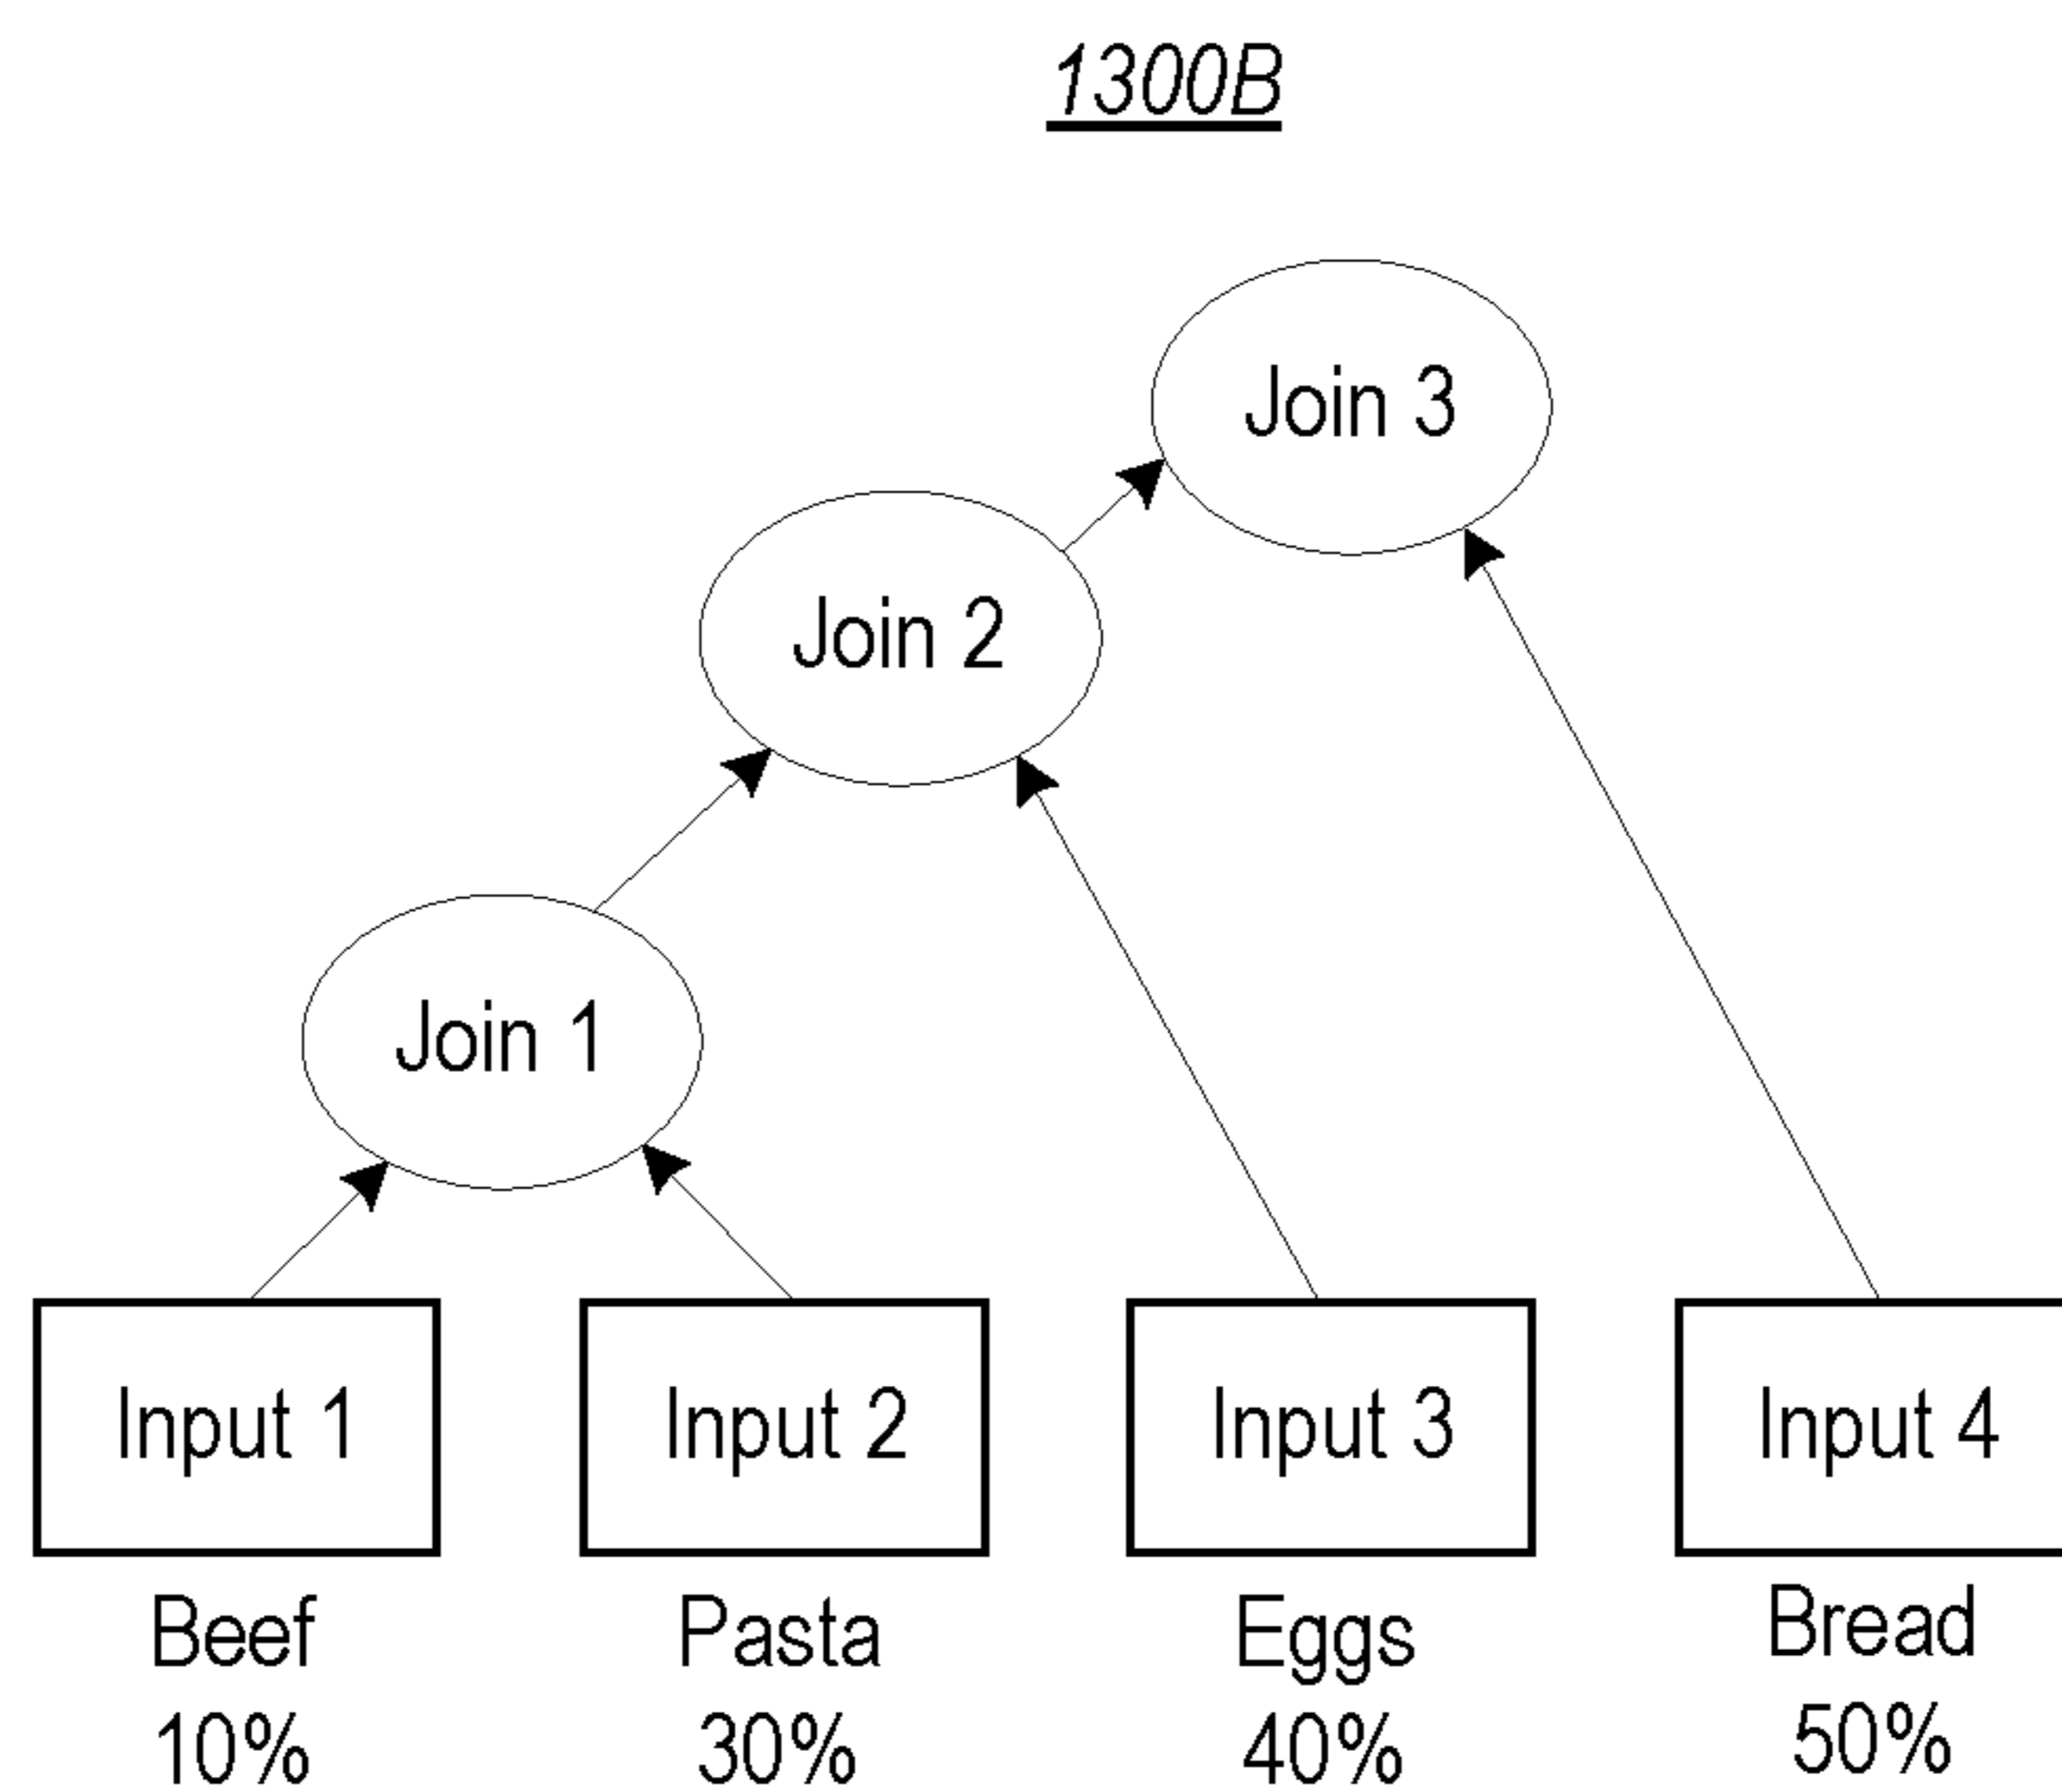 1300B
Join 3
Join 2
Join 1
Input 1
Input 2
Input 3
Input 4
Beef
Pasta
Eggs
Bread
10%
30%
40%
50%